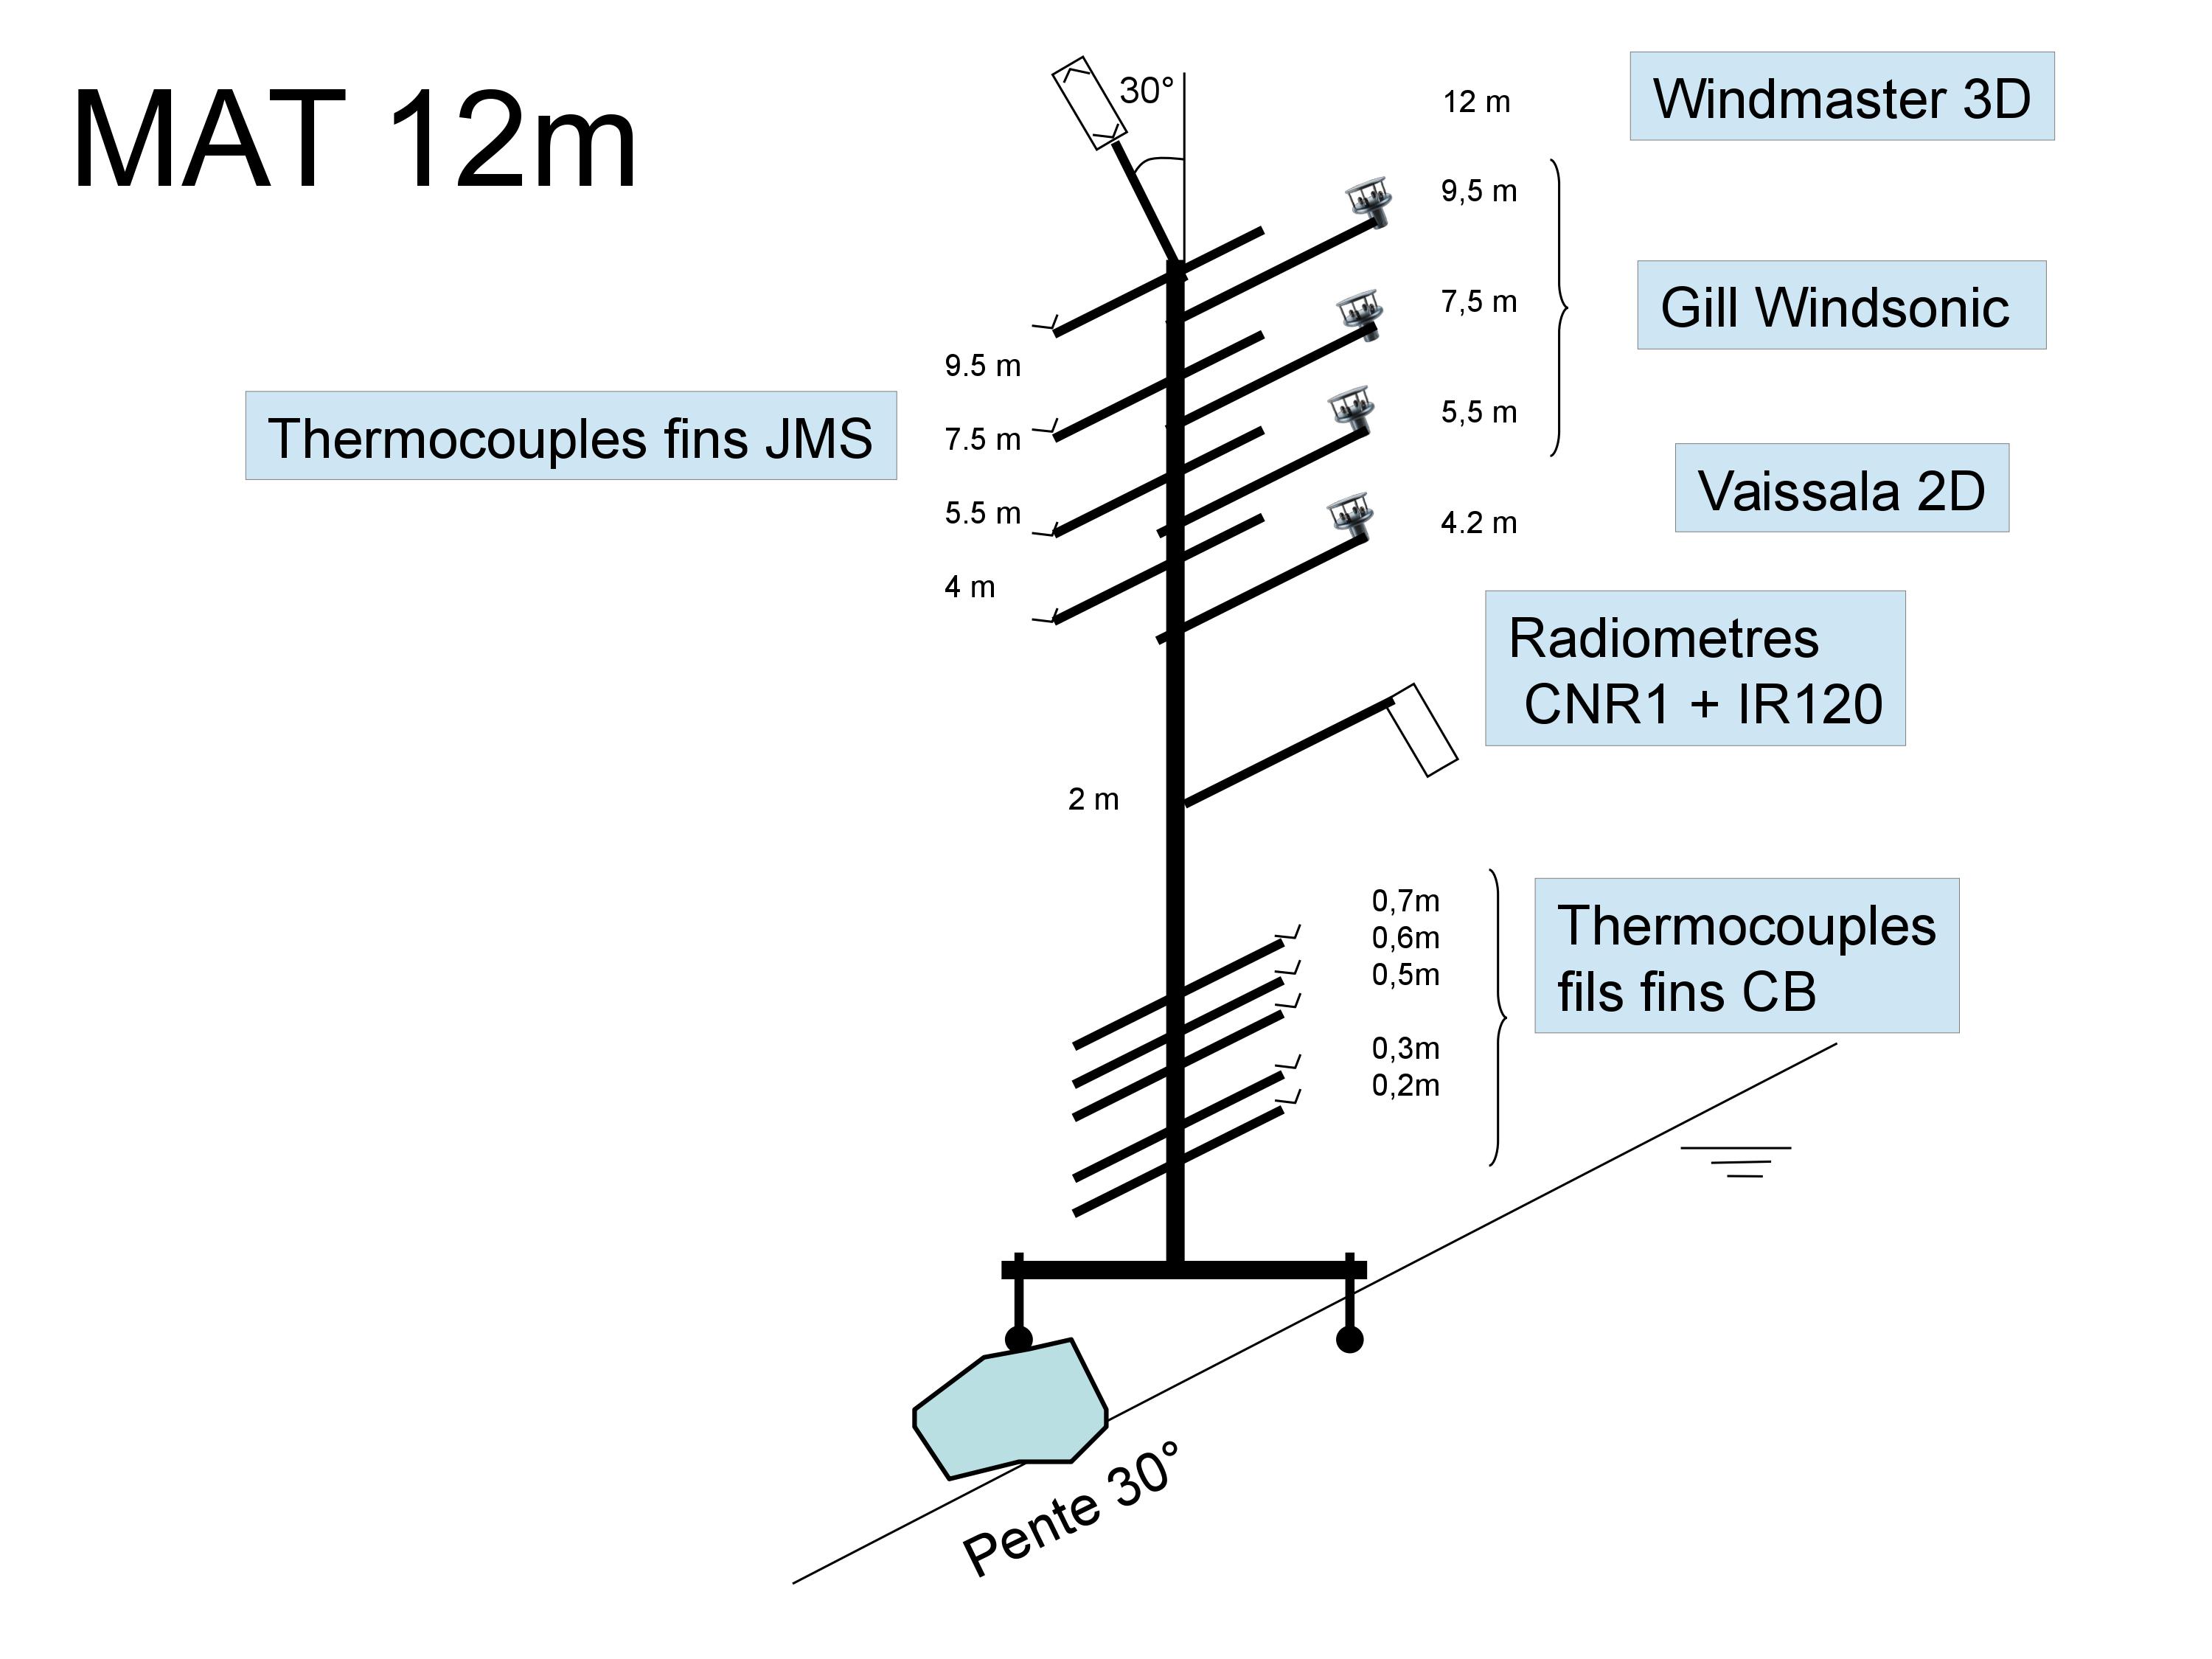 MAT 12m
30°
12 m
Windmaster 3D
9,5 m
7,5 m
Gill Windsonic
5,5 m
4.2 m
Vaissala 2D
9.5 m
7.5 m
Thermocouples fins JMS
5.5 m
4 m
Radiometres
CNR1 + IR120
2 m
0,7m
0,6m
0,5m
0,3m
0,2m
Thermocouples
fils fins CB
Pente 30°